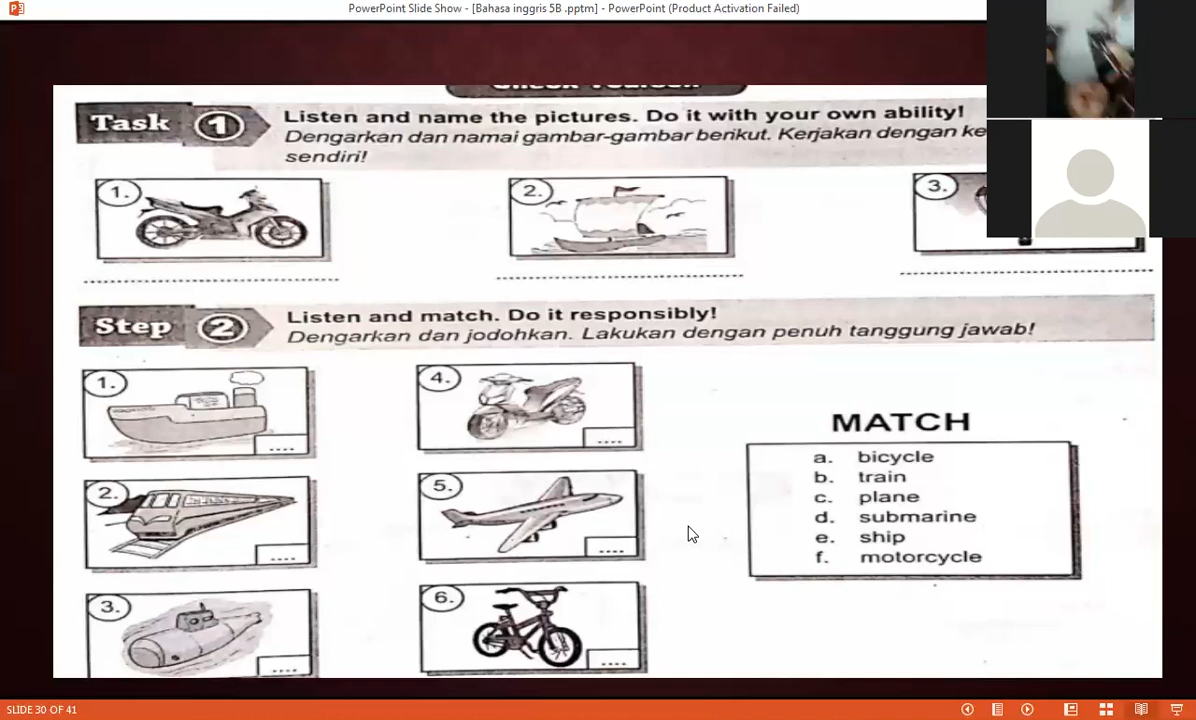 PowerPoint Slide Show - [Bahasa inggris 5B .pptm] - PowerPoint (Product Activation Failed)
Task 1 Listen and name the pictures. Do it with your own ability!
Dengarkan dan namai gambar-gambar berikut. Kerjakan dengan
sendiri!
1. 2. 3.
Step 2 Listen and match. Do it responsibly!
Dengarkan dan jodohkan. Lakukan dengan penuh tanggung jawab!
1. ....
4. ....
2. ....
5. ....
3. ....
6. ....
MATCH
a. bicycle
b. train
c. plane
d. submarine
e. ship
f. motorcycle
SLIDE 30 OF 41